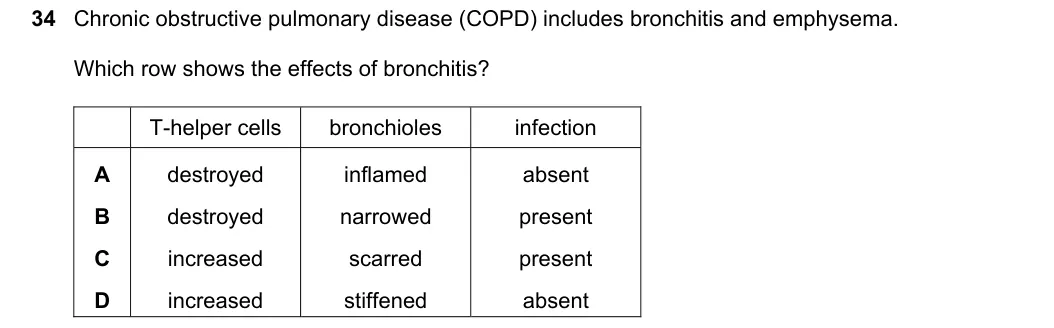 34 Chronic obstructive pulmonary disease (COPD) includes bronchitis and emphysema.
Which row shows the effects of bronchitis?
T-helper cells bronchioles infection
A destroyed inflamed absent
B destroyed narrowed present
C increased scarred present
D increased stiffened absent